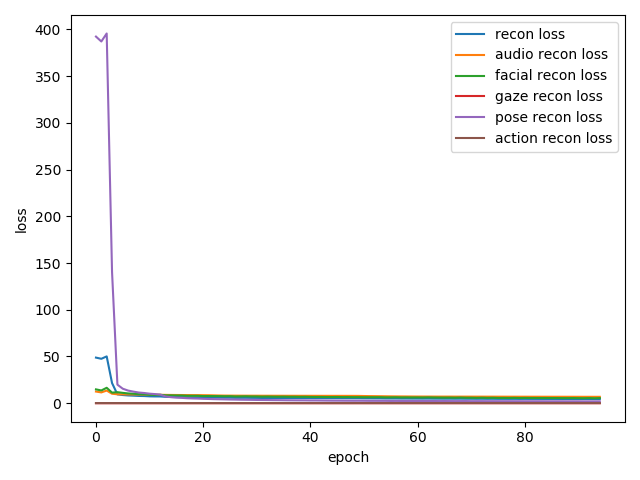 400
350
300
250
200
150
100
50
0
loss
0
20
40
60
80
epoch
recon loss
audio recon loss
facial recon loss
gaze recon loss
pose recon loss
action recon loss